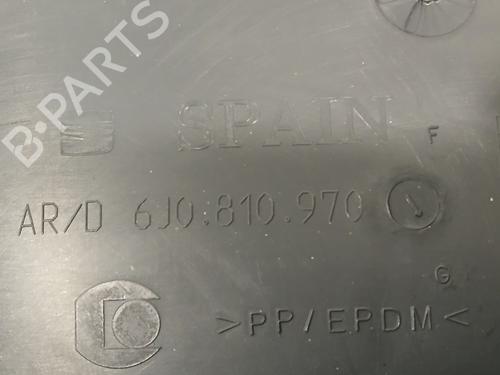 B-PARTS
SPAIN
F
AR/D 6J0.810.970
G
>PP/EPDM<